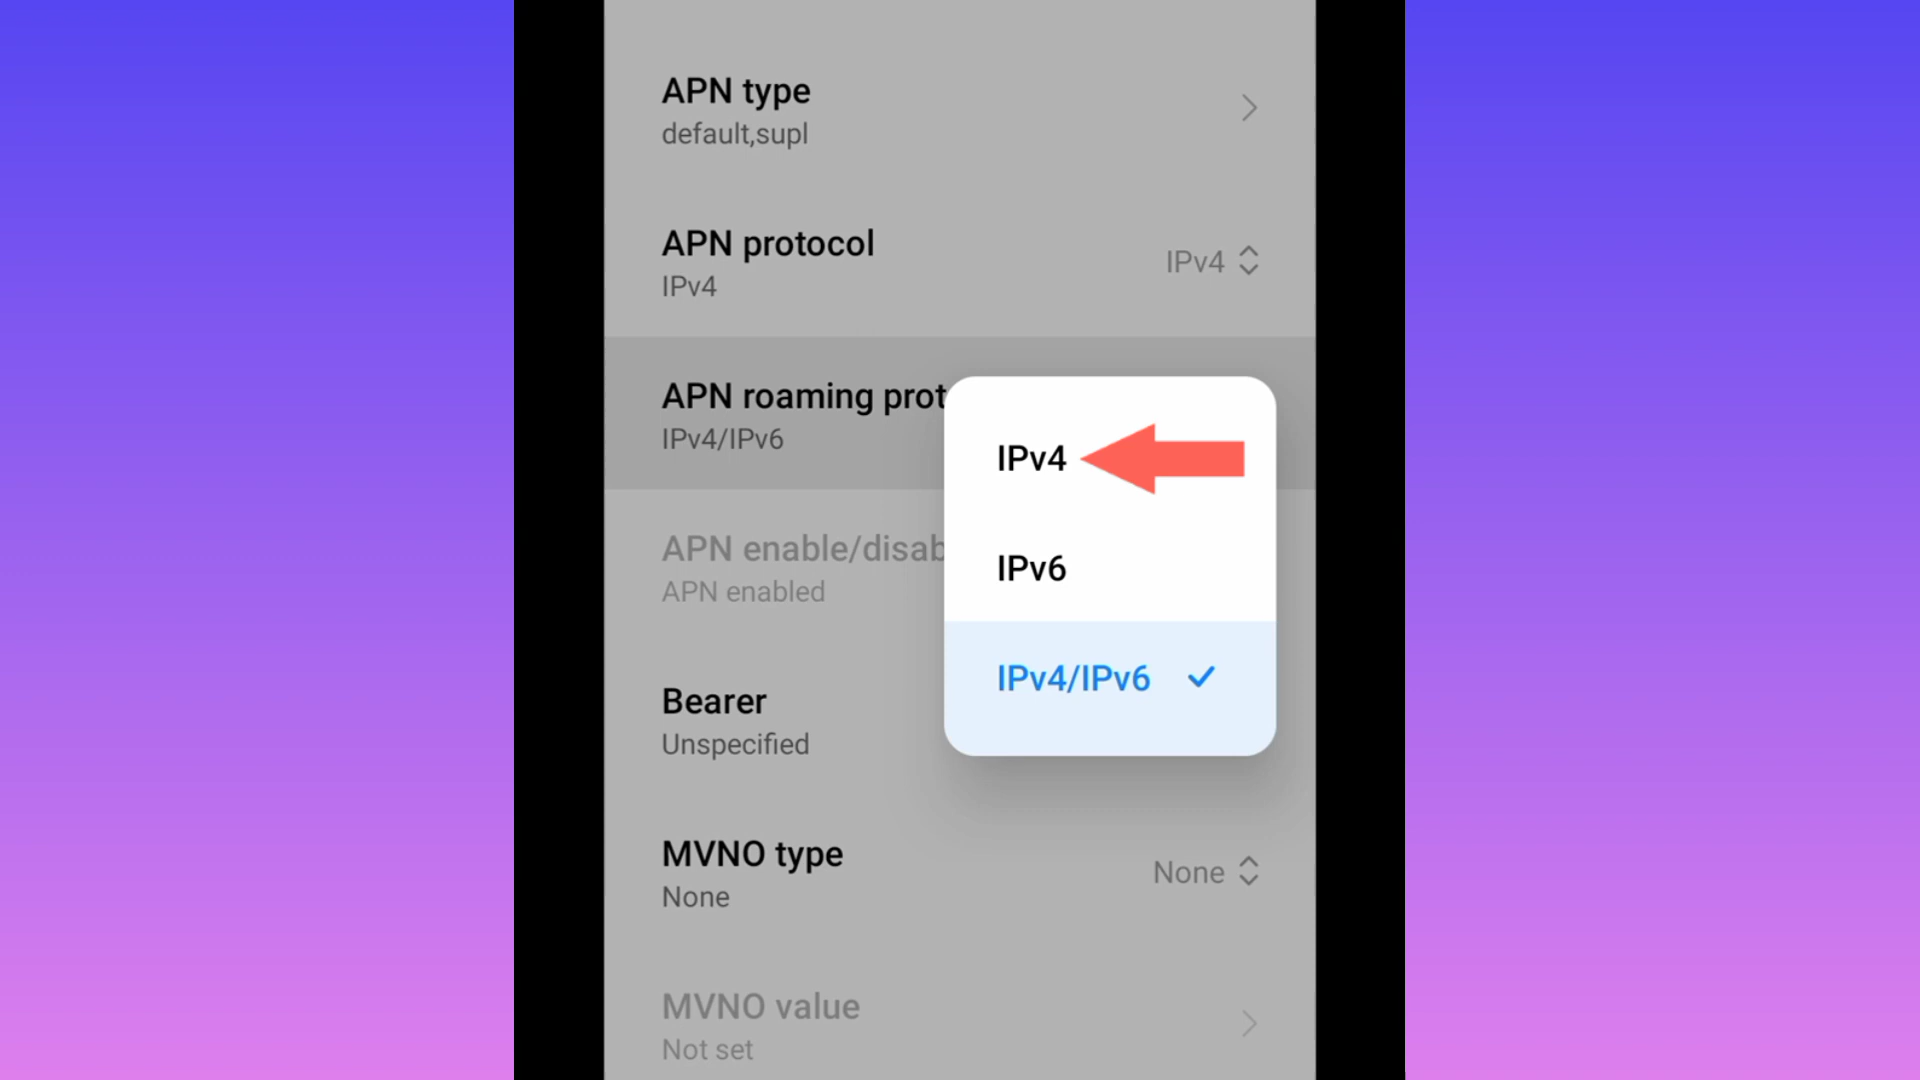 APN type
default,supl
APN protocol
IPv4
IPv4
APN roaming prot
IPv4/IPv6
IPv4
IPv6
IPv4/IPv6
APN enable/disab
APN enabled
Bearer
Unspecified
MVNO type
None
None
MVNO value
Not set